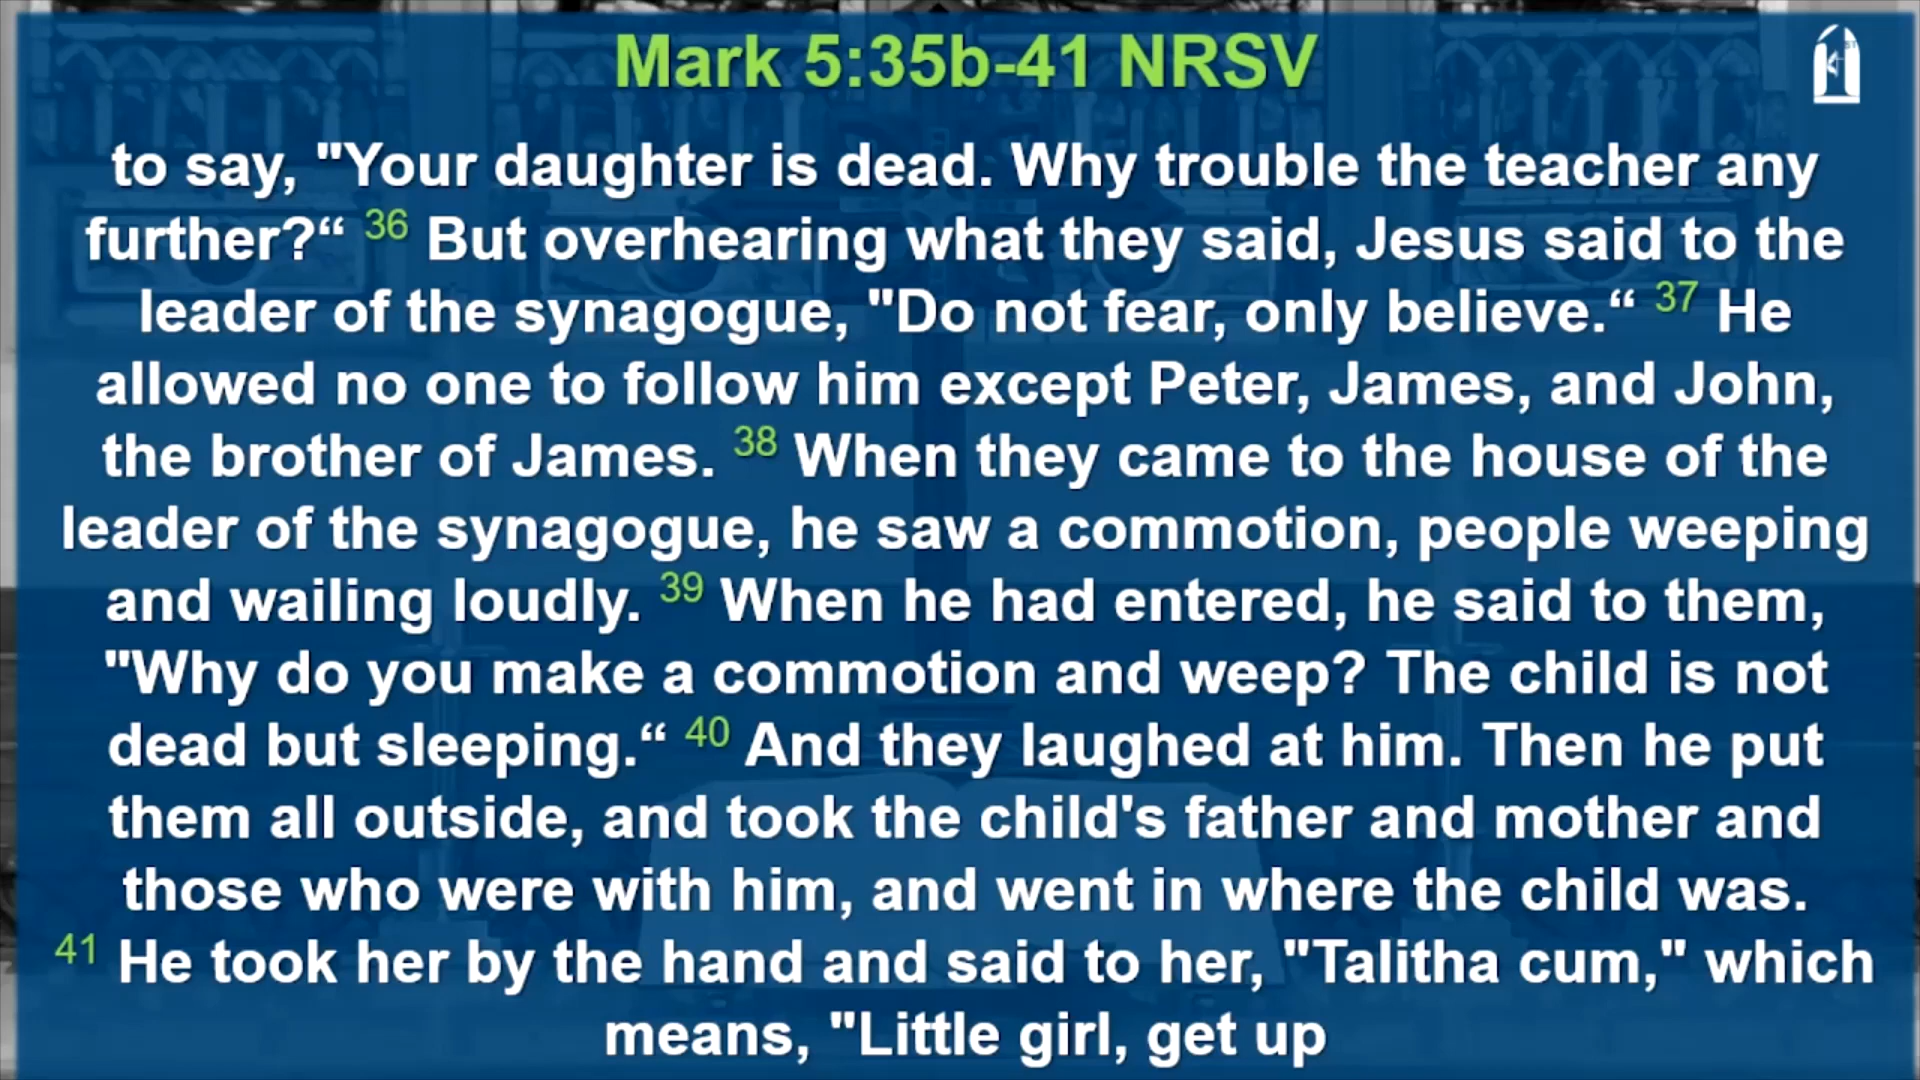 Mark 5:35b-41 NRSV
to say, "Your daughter is dead. Why trouble the teacher any
further?“ 36 But overhearing what they said, Jesus said to the
leader of the synagogue, "Do not fear, only believe.“ 37 He
allowed no one to follow him except Peter, James, and John,
the brother of James. 38 When they came to the house of the
leader of the synagogue, he saw a commotion, people weeping
and wailing loudly. 39 When he had entered, he said to them,
"Why do you make a commotion and weep? The child is not
dead but sleeping.“ 40 And they laughed at him. Then he put
them all outside, and took the child's father and mother and
those who were with him, and went in where the child was.
41 He took her by the hand and said to her, "Talitha cum," which
means, "Little girl, get up